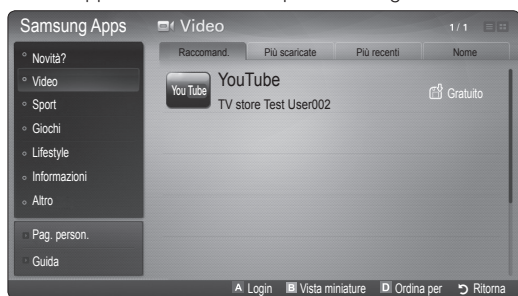 Samsung Apps
Video
1/1
Novità?
Video
Sport
Giochi
Lifestyle
Informazioni
Altro
Pag. person.
Guida
Raccomand. Più scaricate Più recenti Nome
You Tube
YouTube
TV store Test User002
Gratuito
A Login B Vista miniature D Ordina per Ritorna